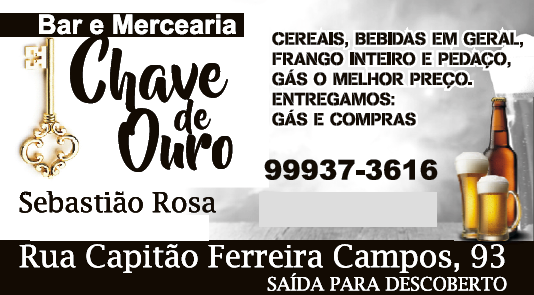 Bar e Mercearia
Chave
de
Ouro
Sebastião Rosa
CEREAIS, BEBIDAS EM GERAL,
FRANGO INTEIRO E PEDAÇO,
GÁS O MELHOR PREÇO.
ENTREGAMOS:
GÁS E COMPRAS
99937-3616
Rua Capitão Ferreira Campos, 93
SAÍDA PARA DESCOBERTO